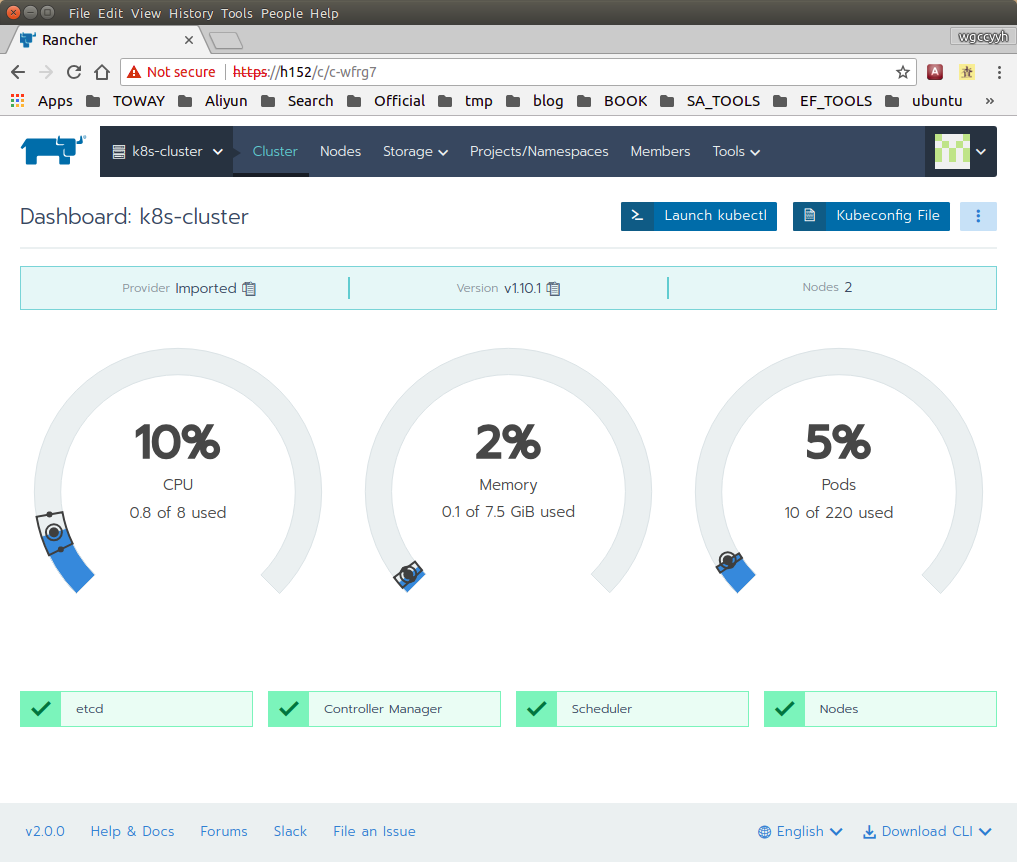 File Edit View History Tools People Help
Rancher
wgccyyh
Not secure https://h152/c/c-wfrg7
Apps TOWAY Aliyun Search Official tmp blog BOOK SA_TOOLS EF_TOOLS ubuntu »
k8s-cluster Cluster Nodes Storage Projects/Namespaces Members Tools
Dashboard: k8s-cluster Launch kubectl Kubeconfig File
Provider Imported Version v1.10.1 Nodes 2
10% 2% 5%
CPU Memory Pods
0.8 of 8 used 0.1 of 7.5 GiB used 10 of 220 used
etcd Controller Manager Scheduler Nodes
v2.0.0 Help & Docs Forums Slack File an Issue English Download CLI